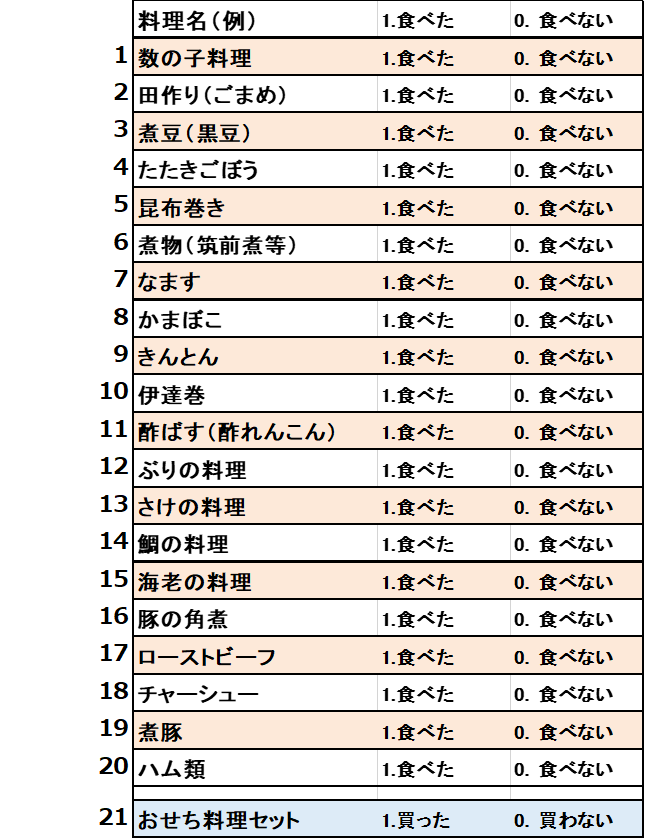 料理名（例） 1.食べた 0. 食べない
1 数の子料理 1.食べた 0. 食べない
2 田作り（ごまめ） 1.食べた 0. 食べない
3 煮豆（黒豆） 1.食べた 0. 食べない
4 たたきごぼう 1.食べた 0. 食べない
5 昆布巻き 1.食べた 0. 食べない
6 煮物（筑前煮等） 1.食べた 0. 食べない
7 なます 1.食べた 0. 食べない
8 かまぼこ 1.食べた 0. 食べない
9 きんとん 1.食べた 0. 食べない
10 伊達巻 1.食べた 0. 食べない
11 酢ばす（酢れんこん） 1.食べた 0. 食べない
12 ぶりの料理 1.食べた 0. 食べない
13 さけの料理 1.食べた 0. 食べない
14 鯛の料理 1.食べた 0. 食べない
15 海老の料理 1.食べた 0. 食べない
16 豚の角煮 1.食べた 0. 食べない
17 ローストビーフ 1.食べた 0. 食べない
18 チャーシュー 1.食べた 0. 食べない
19 煮豚 1.食べた 0. 食べない
20 ハム類 1.食べた 0. 食べない
21 おせち料理セット 1.買った 0. 買わない